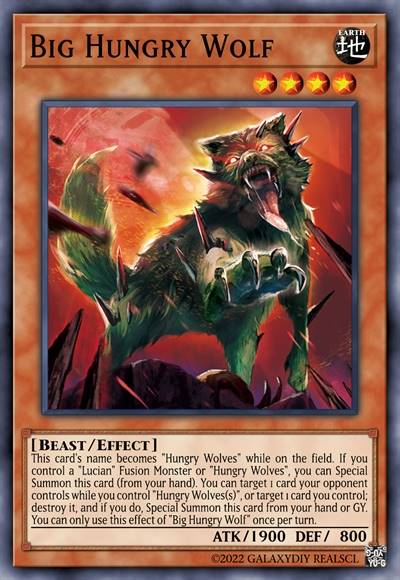 BIG HUNGRY WOLF
EARTH
地
[BEAST/EFFECT]
This card's name becomes "Hungry Wolves" while on the field. If you
control a "Lucian" Fusion Monster or "Hungry Wolves", you can Special
Summon this card (from your hand). You can target 1 card your opponent
controls while you control "Hungry Wolves(s)", or target 1 card you control;
destroy it, and if you do, Special Summon this card from your hand or GY.
You can only use this effect of "Big Hungry Wolf" once per turn.
ATK/1900 DEF/ 800
©2022 GALAXYDIY REALSCL